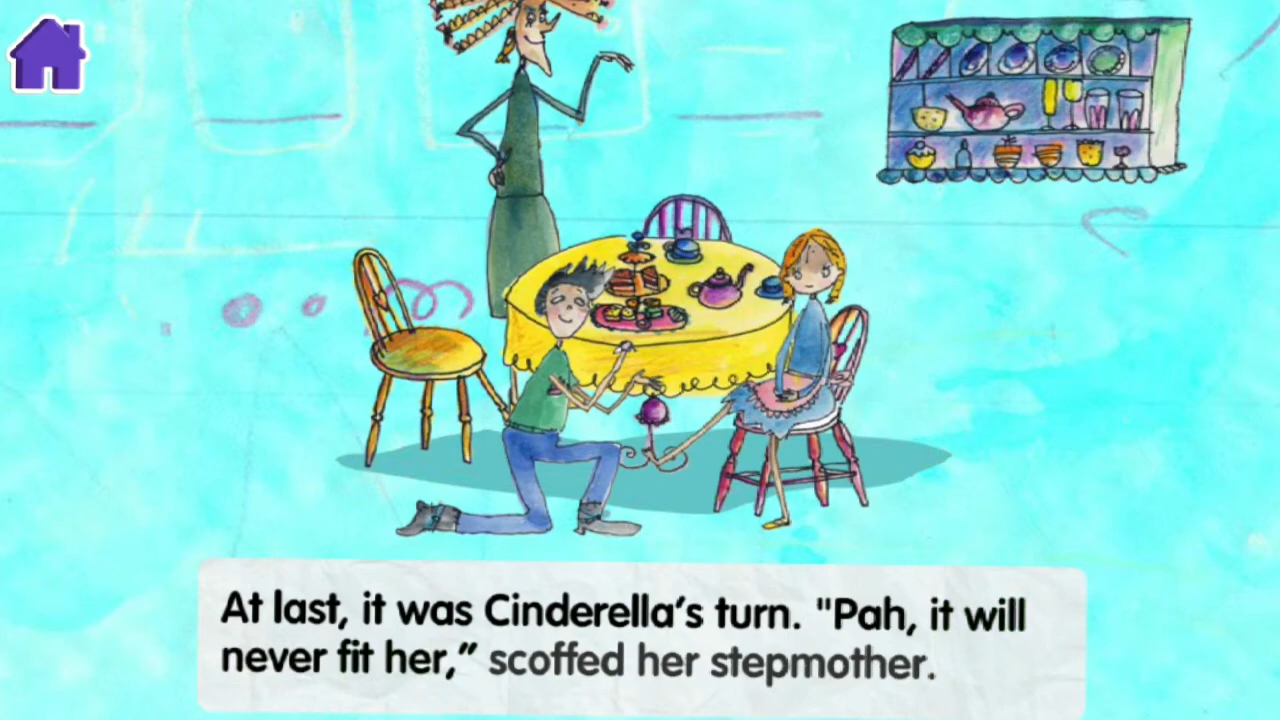 At last, it was Cinderella’s turn. "Pah, it will
never fit her,” scoffed her stepmother.